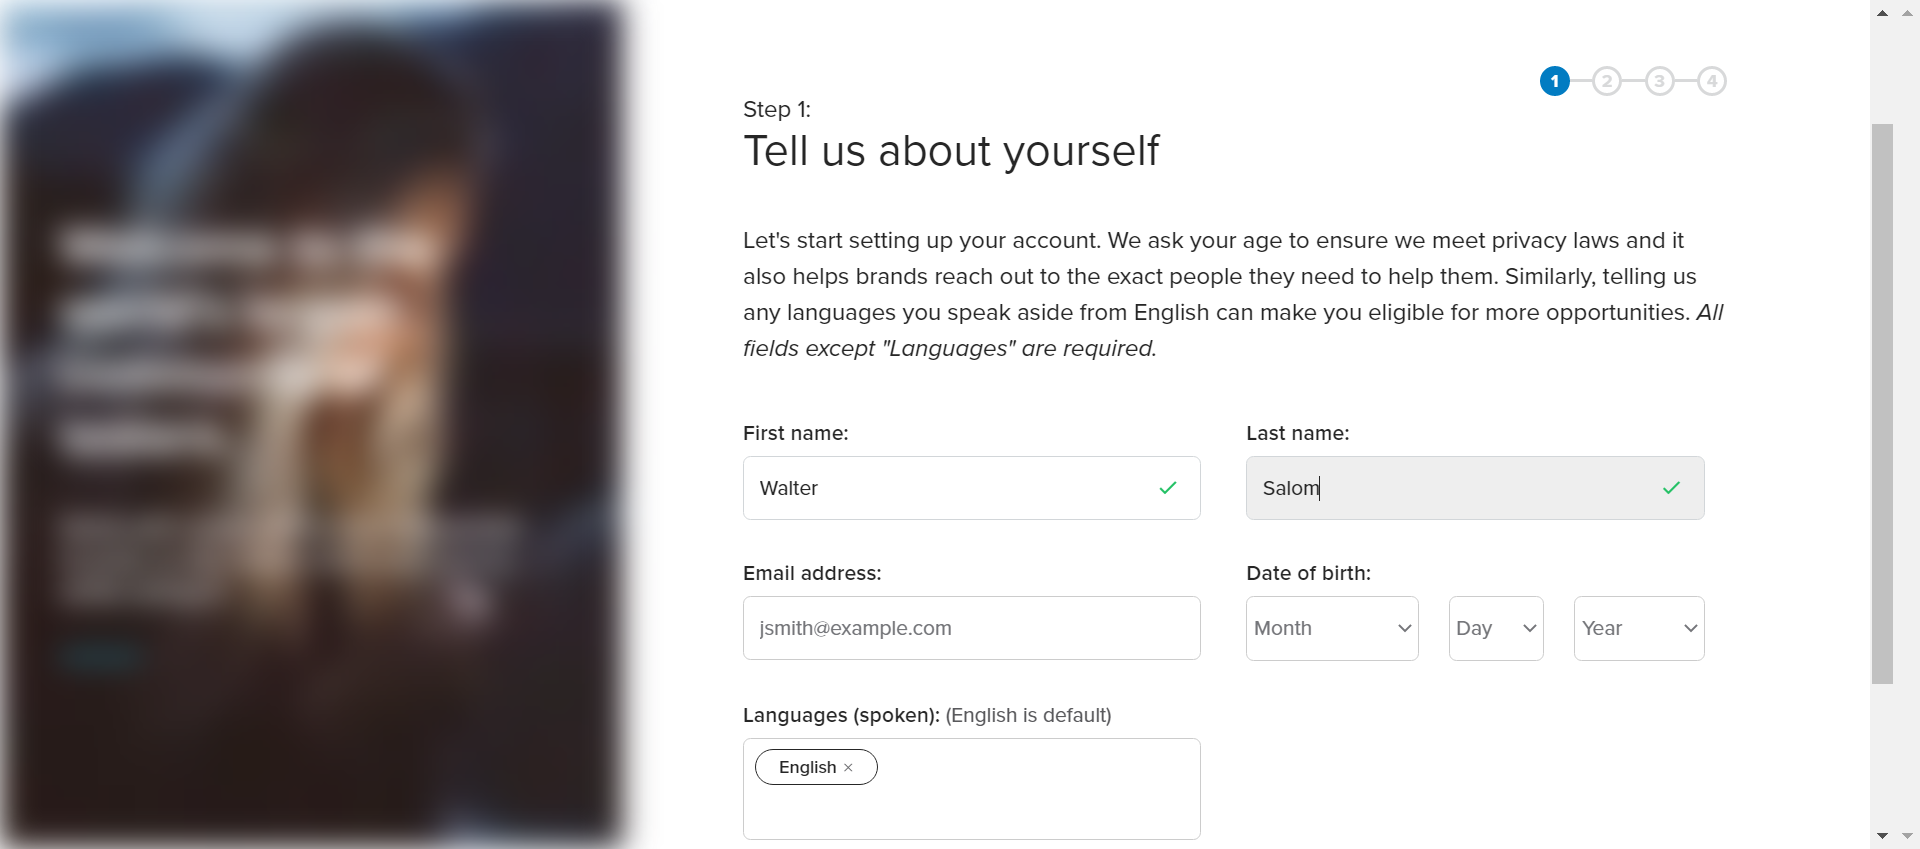 1 2 3 4
Step 1:
Tell us about yourself
Let's start setting up your account. We ask your age to ensure we meet privacy laws and it
also helps brands reach out to the exact people they need to help them. Similarly, telling us
any languages you speak aside from English can make you eligible for more opportunities. All
fields except "Languages" are required.
First name: Last name:
Walter Salom
Email address: Date of birth:
jsmith@example.com Month Day Year
Languages (spoken): (English is default)
English ×